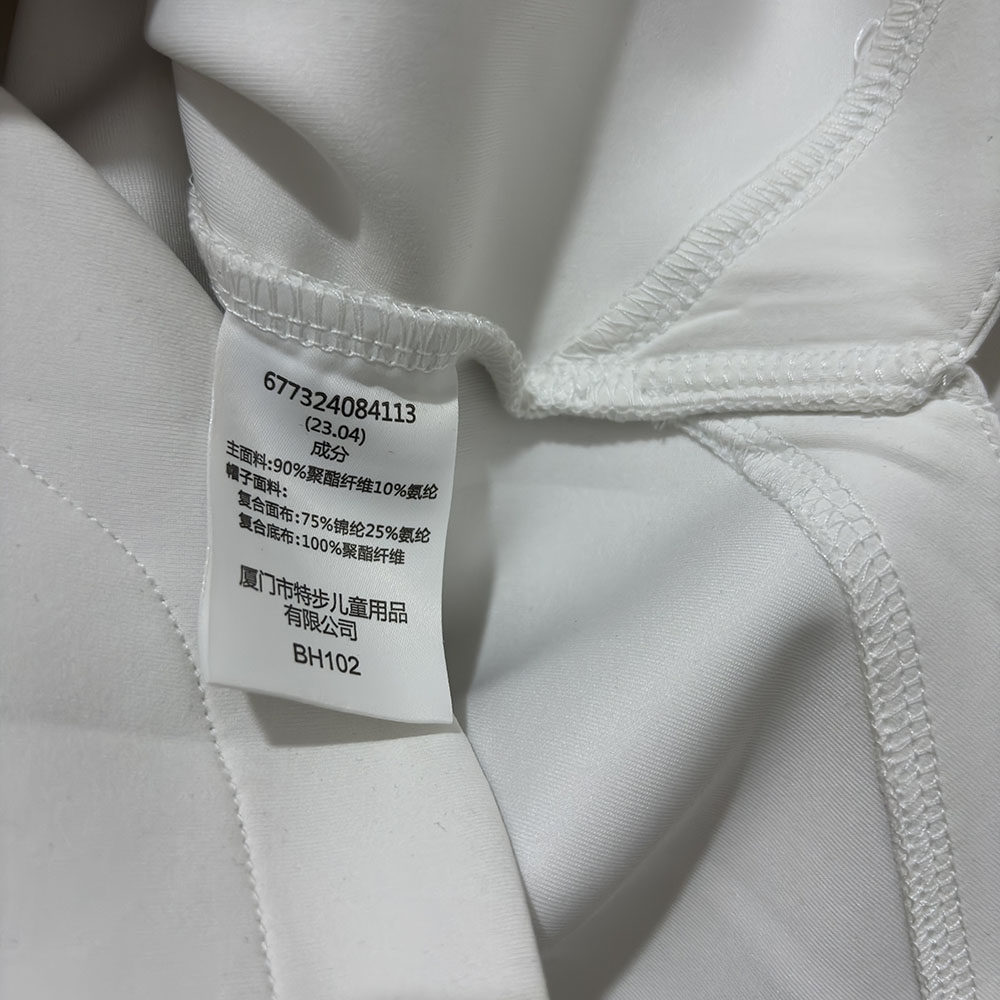 677324084113
(23.04)
成分
主面料:90%聚酯纤维10%氨纶
帽子面料:
复合面布:75%锦纶25%氨纶
复合底布:100%聚酯纤维
厦门市特步儿童用品
有限公司
BH102